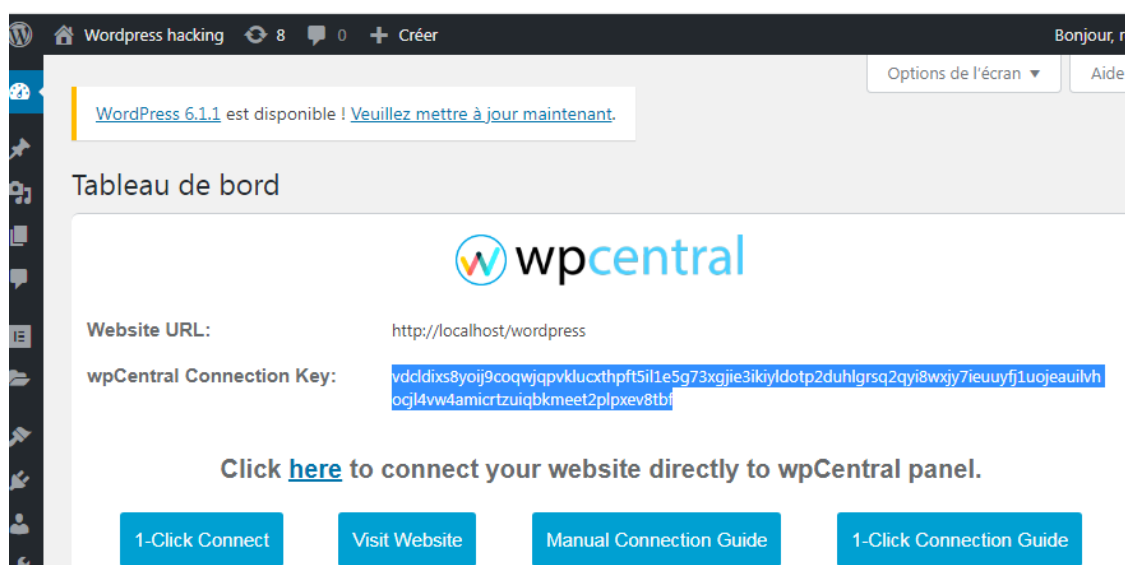 Wordpress hacking 8 0 + Créer Bonjour,
Options de l'écran ▼ Aide
WordPress 6.1.1 est disponible ! Veuillez mettre à jour maintenant.
Tableau de bord
wpcentral
Website URL: http://localhost/wordpress
wpCentral Connection Key: vdcldixs8yoij9coqwjqpvklucxthpft5il1e5g73xgjie3ikiyldotp2duhlgrsq2qyi8wxjy7ieuuyfj1uojeauilvh
ocjl4vw4amicrtzuiqbkmeet2plpxev8tbf
Click here to connect your website directly to wpCentral panel.
1-Click Connect Visit Website Manual Connection Guide 1-Click Connection Guide